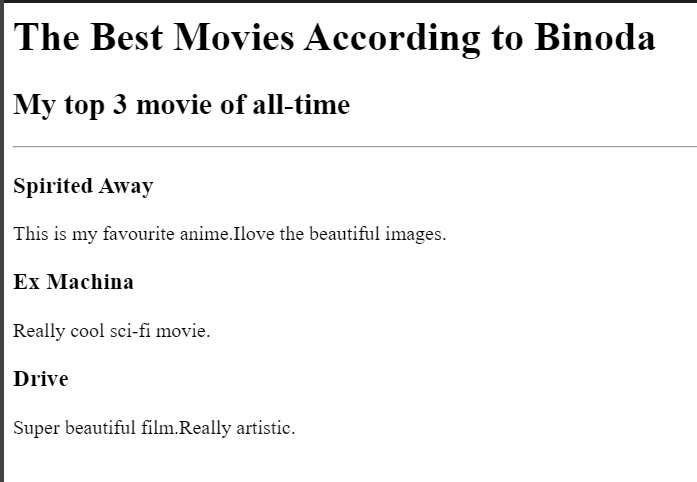 The Best Movies According to Binoda
My top 3 movie of all-time
Spirited Away
This is my favourite anime.Ilove the beautiful images.
Ex Machina
Really cool sci-fi movie.
Drive
Super beautiful film.Really artistic.